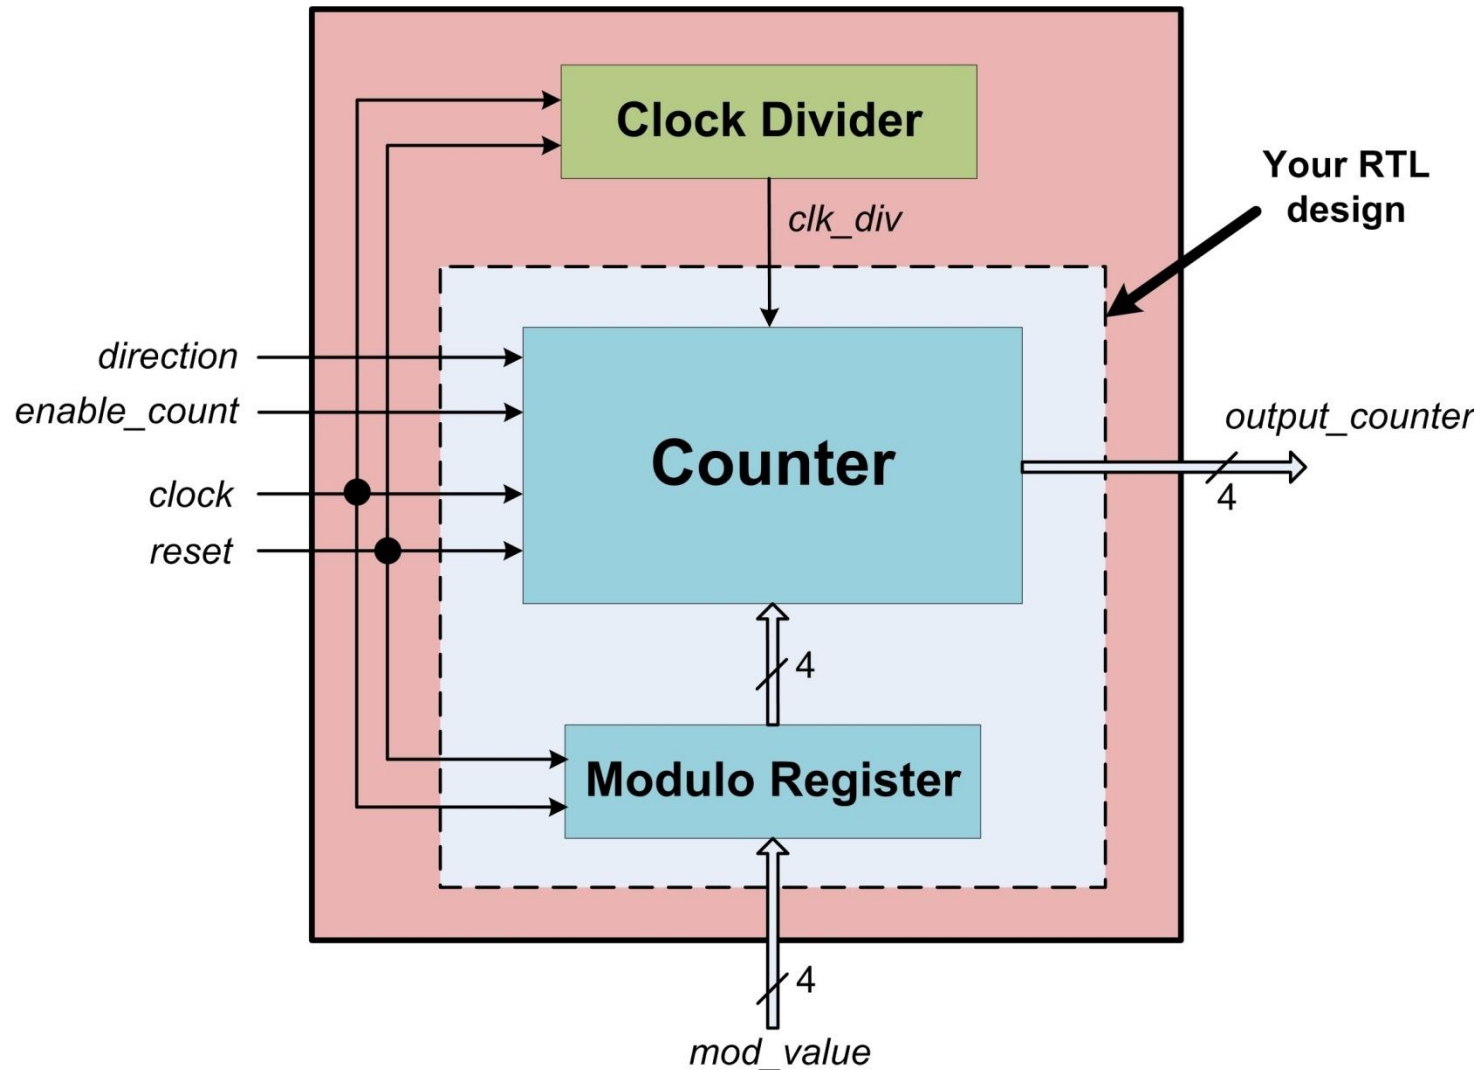 Clock Divider
Your RTL
design
clk_div
direction
enable_count
output_counter
Counter
clock
4
reset
4
Modulo Register
4
mod_value